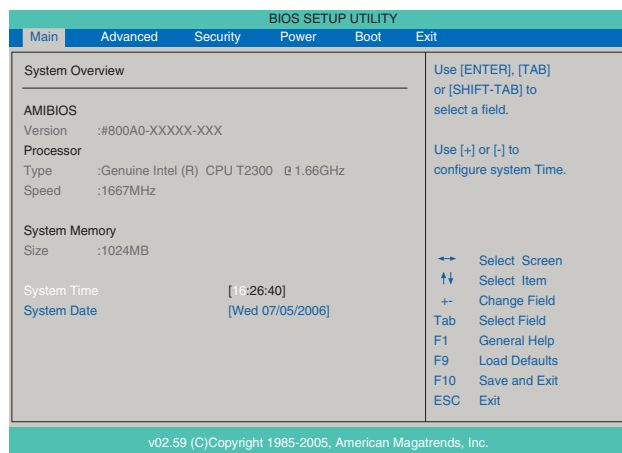 BIOS SETUP UTILITY
Main Advanced Security Power Boot Exit
System Overview
AMIBIOS
Version :#800A0-XXXXX-XXX
Processor
Type :Genuine Intel (R) CPU T2300 @ 1.66GHz
Speed :1667MHz
System Memory
Size :1024MB
System Time [16:26:40]
System Date [Wed 07/05/2006]
Use [ENTER], [TAB]
or [SHIFT-TAB] to
select a field.
Use [+] or [-] to
configure system Time.
↔ Select Screen
↑↓ Select Item
+- Change Field
Tab Select Field
F1 General Help
F9 Load Defaults
F10 Save and Exit
ESC Exit
v02.59 (C)Copyright 1985-2005, American Magatrends, Inc.